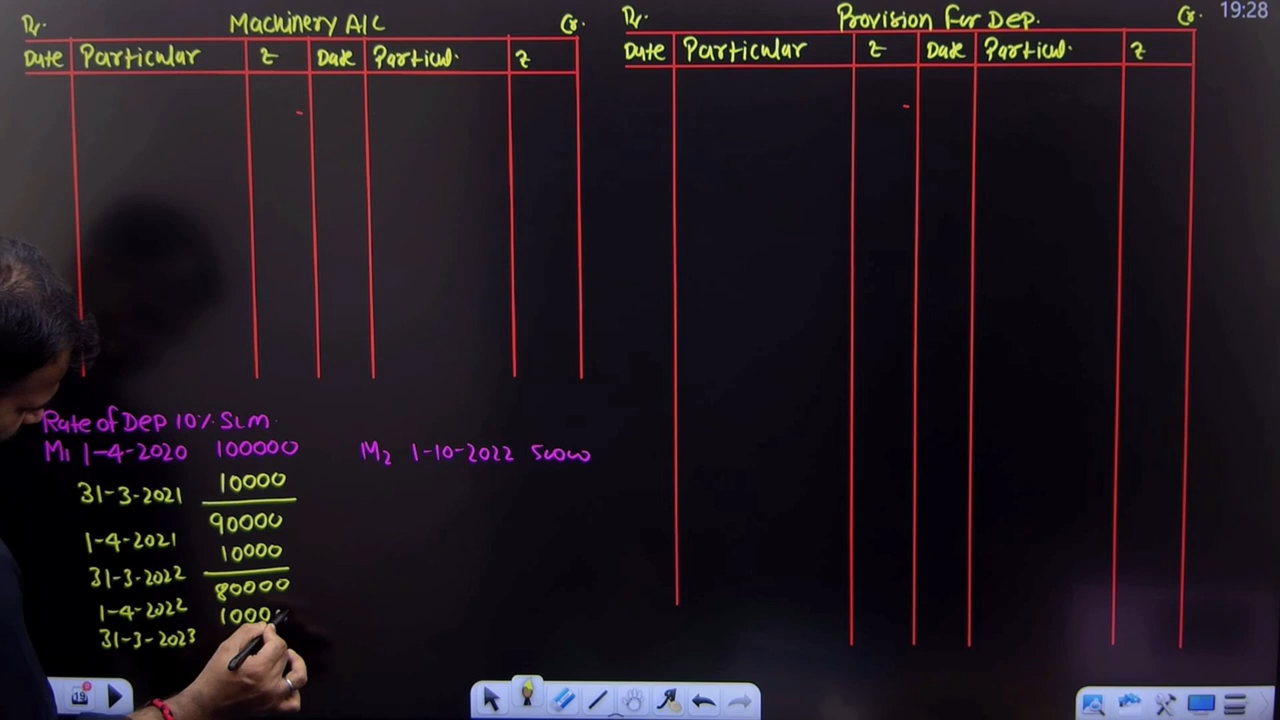 19:28
Dr. Machinery A/C Cr.
Date Particular ₹ Date Particul. ₹
Dr. Provision For Dep. Cr.
Date Particular ₹ Date Particul. ₹
Rate of Dep 10% SLM.
M1 1-4-2020 100000
M2 1-10-2022 50000
31-3-2021 10000
90000
1-4-2021
10000
31-3-2022
80000
1-4-2022
1000
31-3-2023
19